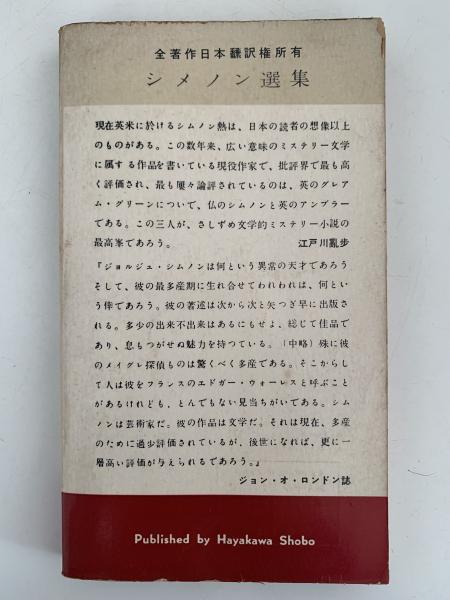 全著作日本飜訳権所有
シメノン選集
現在英米に於けるシムノン熱は、日本の読者の想像以上
のものがある。この数年来、広い意味のミステリー文学
に属する作品を書いている現役作家で、批評界で最も高
く評価され、最も屢々論評されているのは、英のグレア
ム・グリーンについで、仏のシムノンと英のアンブラー
である。この三人が、さしずめ文学的ミステリー小説の
最高峯であろう。 江戸川亂步
『ジョルジュ・シムノンは何という異常の天才であろう
そして、彼の最多産期に生れ合せてわれわれは、何とい
う倖であろう。彼の著述は次から次と矢つぎ早に出版さ
れる。多少の出来不出来はあるにもせよ、総じて佳品で
あり、息もつがせぬ魅力を持つている。（中略）殊に彼
のメイグレ探偵ものは驚くべく多産である。そこからし
て人は彼をフランスのエドガー・ウォーレスと呼ぶこと
があるけれども、とんでもない見当ちがいである。シム
ノンは芸術家だ。彼の作品は文学だ。それは現在、多産
のために過少評価されているが、後世になれば、更に一
層高い評価が与えられるであろう。』
ジョン・オ・ロンドン誌
Published by Hayakawa Shobo